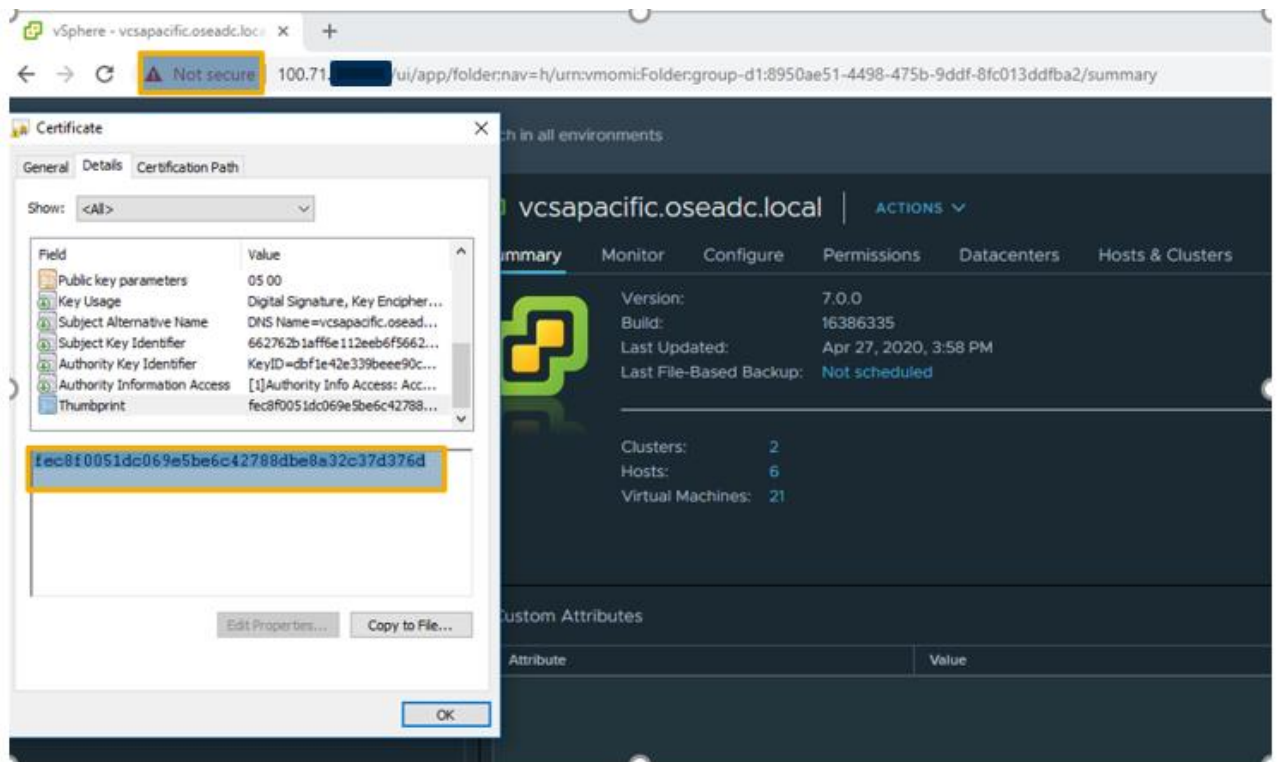 vSphere - vcsapacific.oseadc.loc
Not secure 100.71. /ui/app/folder;nav=h/urn:vmomi:Folder:group-d1:8950ae51-4498-475b-9ddf-8fc013ddfba2/summary
Certificate
General Details Certification Path
Show: <All>
Field Value
Public key parameters 05 00
Key Usage Digital Signature, Key Encipher...
Subject Alternative Name DNS Name=vcsapacific.osead...
Subject Key Identifier 662762b1aff6e112eeb6f5662...
Authority Key Identifier KeyID=dbf1e42e339beee90c...
Authority Information Access [1]Authority Info Access: Acc...
Thumbprint fec8f0051dc069e5be6c42788...
fec8f0051dc069e5be6c42788dbe8a32c37d376d
Edit Properties... Copy to File...
OK
ch in all environments
vcsapacific.oseadc.local ACTIONS
ummary Monitor Configure Permissions Datacenters Hosts & Clusters
Version: 7.0.0
Build: 16386335
Last Updated: Apr 27, 2020, 3:58 PM
Last File-Based Backup: Not scheduled
Clusters: 2
Hosts: 6
Virtual Machines: 21
Custom Attributes
Attribute Value